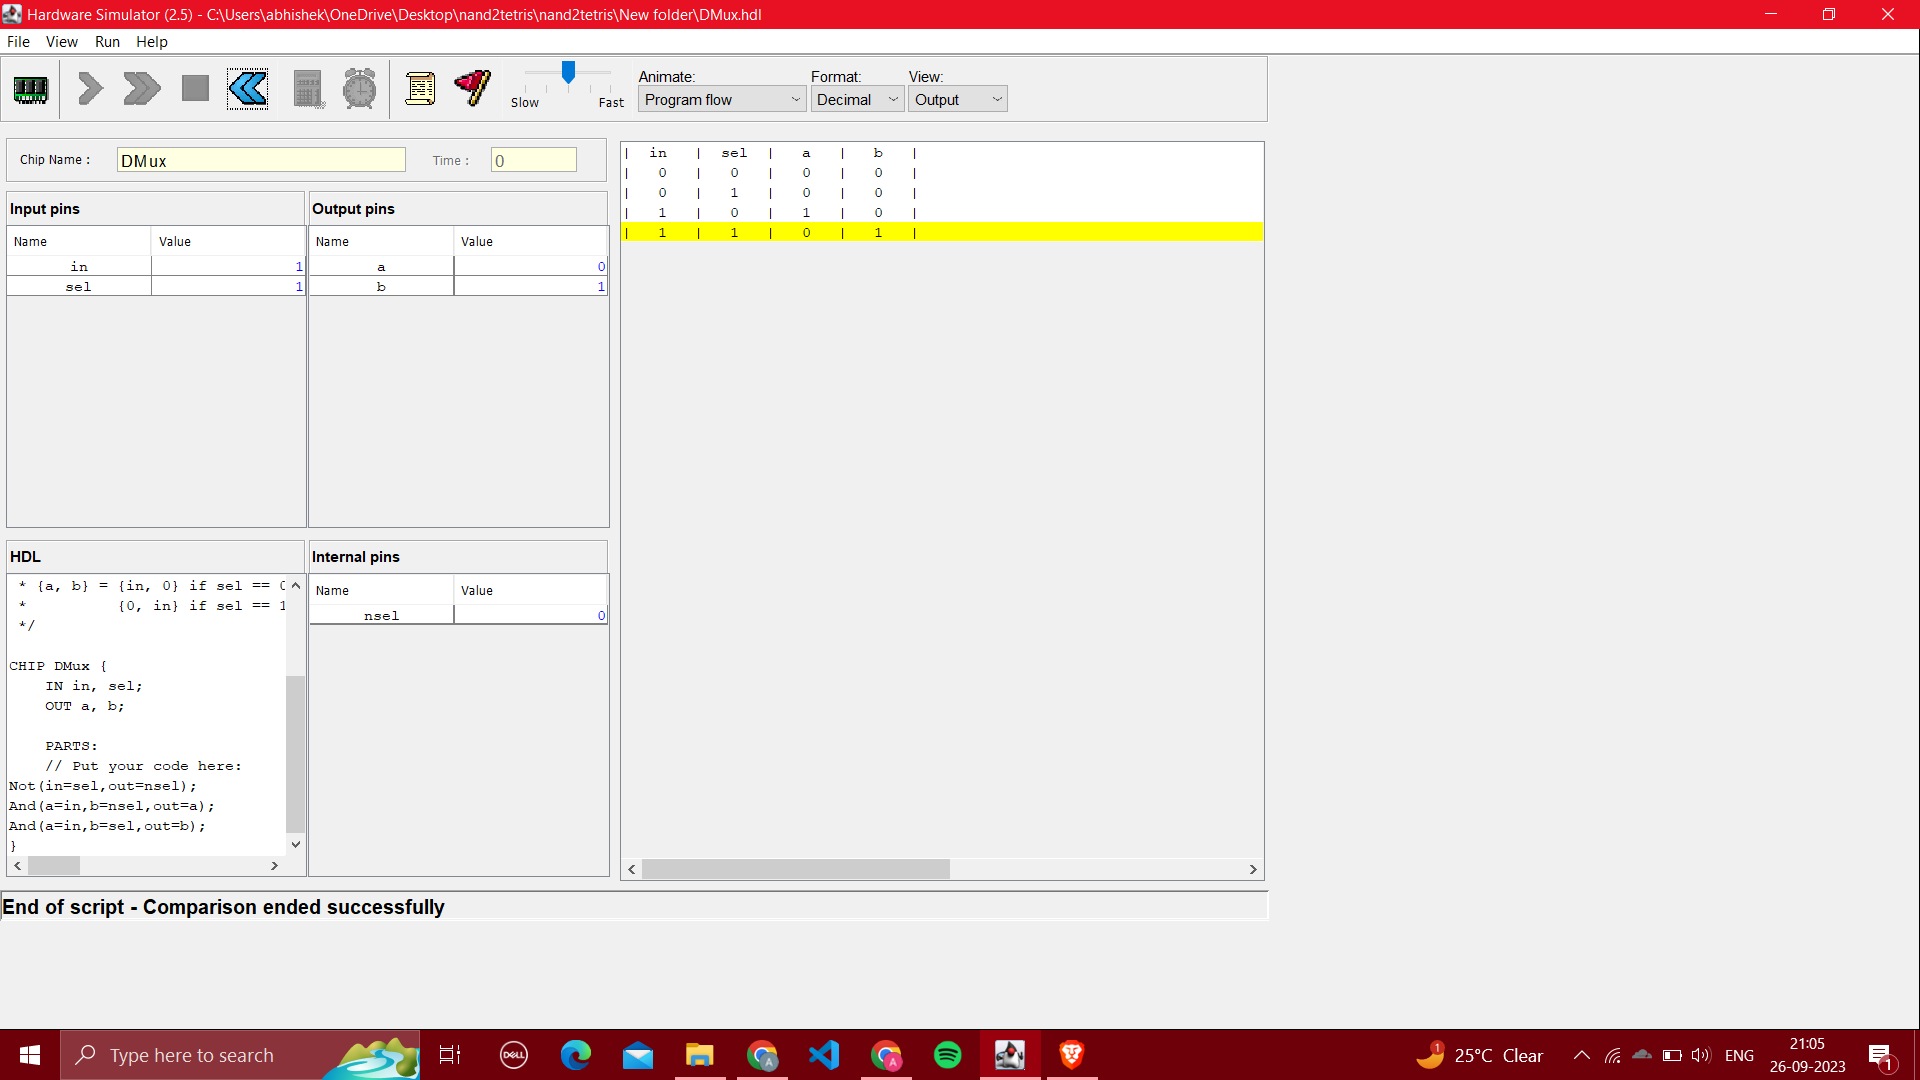 Hardware Simulator (2.5) - C:\Users\abhishek\OneDrive\Desktop\nand2tetris\nand2tetris\New folder\DMux.hdl
File View Run Help
Slow Fast
Animate: Format: View:
Program flow Decimal Output
Chip Name : DMux Time : 0
Input pins
Name Value
in 1
sel 1
Output pins
Name Value
a 0
b 1
| in | sel | a | b |
| 0 | 0 | 0 | 0 |
| 0 | 1 | 0 | 0 |
| 1 | 0 | 1 | 0 |
| 1 | 1 | 0 | 1 |
HDL
* {a, b} = {in, 0} if sel == 0
* {0, in} if sel == 1
*/
CHIP DMux {
IN in, sel;
OUT a, b;
PARTS:
// Put your code here:
Not(in=sel,out=nsel);
And(a=in,b=nsel,out=a);
And(a=in,b=sel,out=b);
}
Internal pins
Name Value
nsel 0
End of script - Comparison ended successfully
Type here to search
DELL
A
A
1
25°C Clear
ENG
21:05
26-09-2023
1